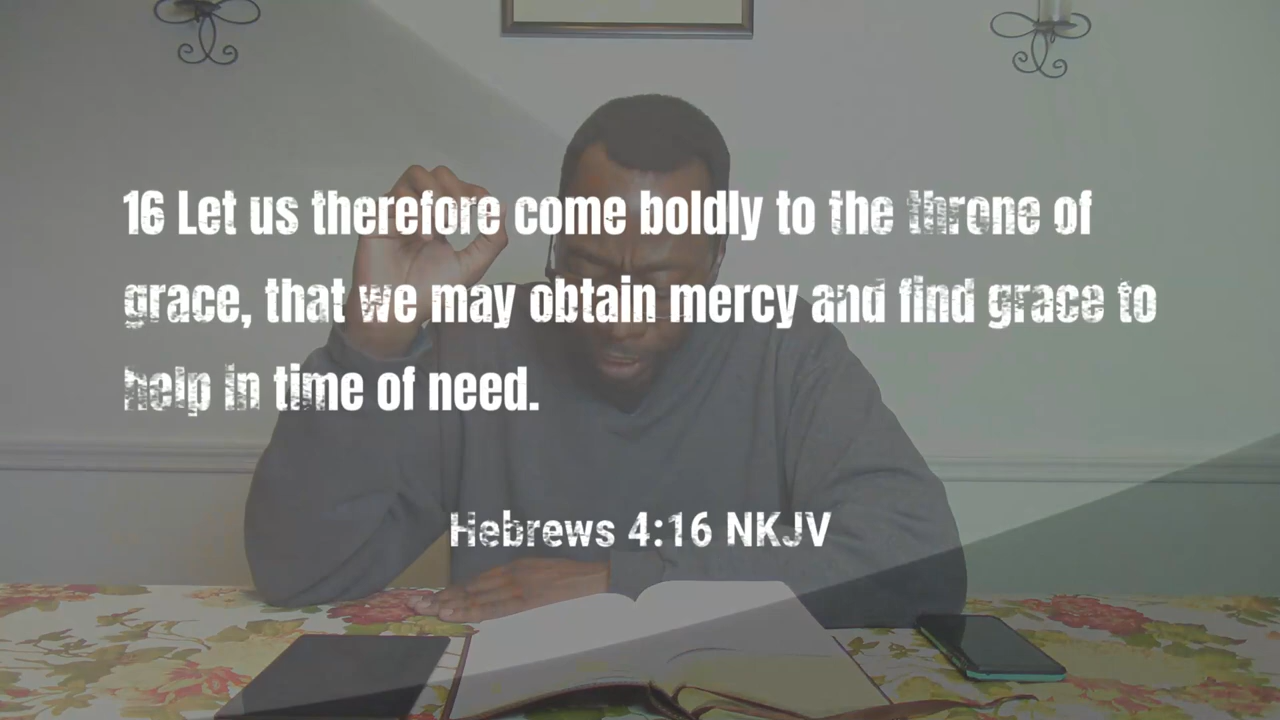 16 Let us therefore come boldly to the throne of
grace, that we may obtain mercy and find grace to
help in time of need.
Hebrews 4:16 NKJV